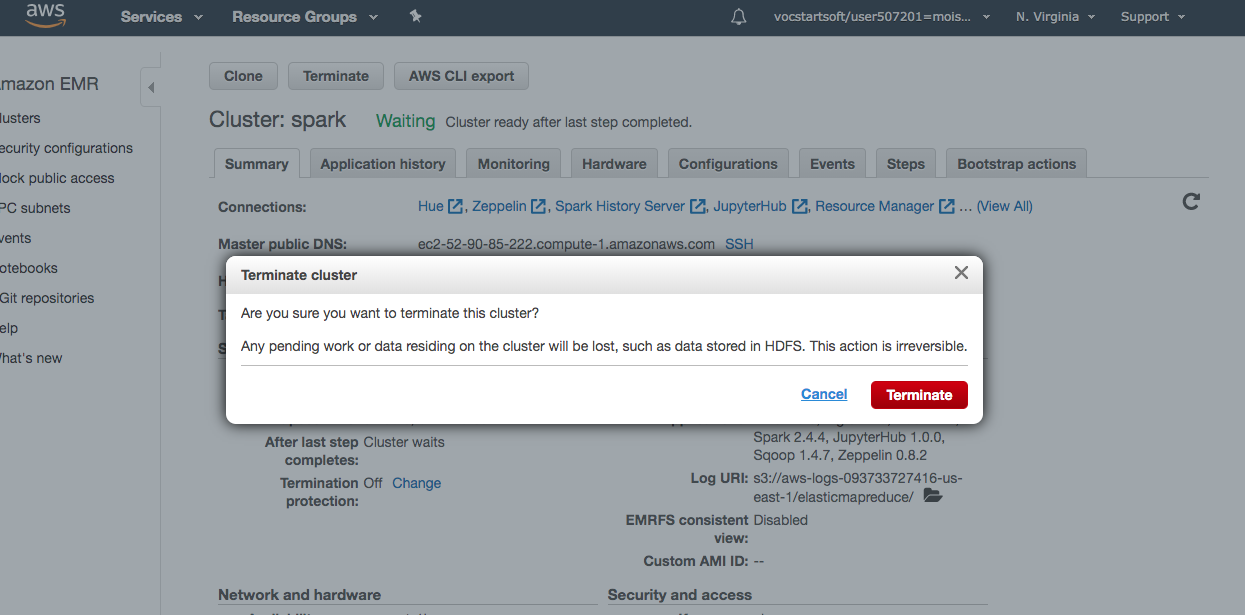 aws Services Resource Groups vocstartsoft/user507201=mois... N. Virginia Support
mazon EMR
lusters
ecurity configurations
lock public access
PC subnets
vents
otebooks
Git repositories
elp
hat's new
Clone Terminate AWS CLI export
Cluster: spark Waiting Cluster ready after last step completed.
Summary Application history Monitoring Hardware Configurations Events Steps Bootstrap actions
Connections: Hue, Zeppelin, Spark History Server, JupyterHub, Resource Manager ... (View All)
Master public DNS: ec2-52-90-85-222.compute-1.amazonaws.com SSH
Terminate cluster
Are you sure you want to terminate this cluster?
Any pending work or data residing on the cluster will be lost, such as data stored in HDFS. This action is irreversible.
Cancel Terminate
After last step completes: Cluster waits
Termination protection: Off Change
Spark 2.4.4, JupyterHub 1.0.0,
Sqoop 1.4.7, Zeppelin 0.8.2
Log URI: s3://aws-logs-093733727416-us-
east-1/elasticmapreduce/
EMRFS consistent view: Disabled
Custom AMI ID: --
Network and hardware
Security and access